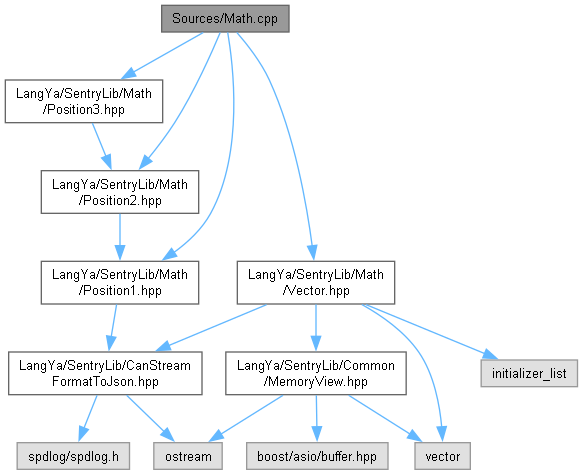 Sources/Math.cpp
LangYa/SentryLib/Math
/Position3.hpp
LangYa/SentryLib/Math
/Position2.hpp
LangYa/SentryLib/Math
/Position1.hpp
LangYa/SentryLib/Math
/Vector.hpp
LangYa/SentryLib/CanStream
FormatToJson.hpp
LangYa/SentryLib/Common
/MemoryView.hpp
initializer_list
spdlog/spdlog.h
ostream
boost/asio/buffer.hpp
vector